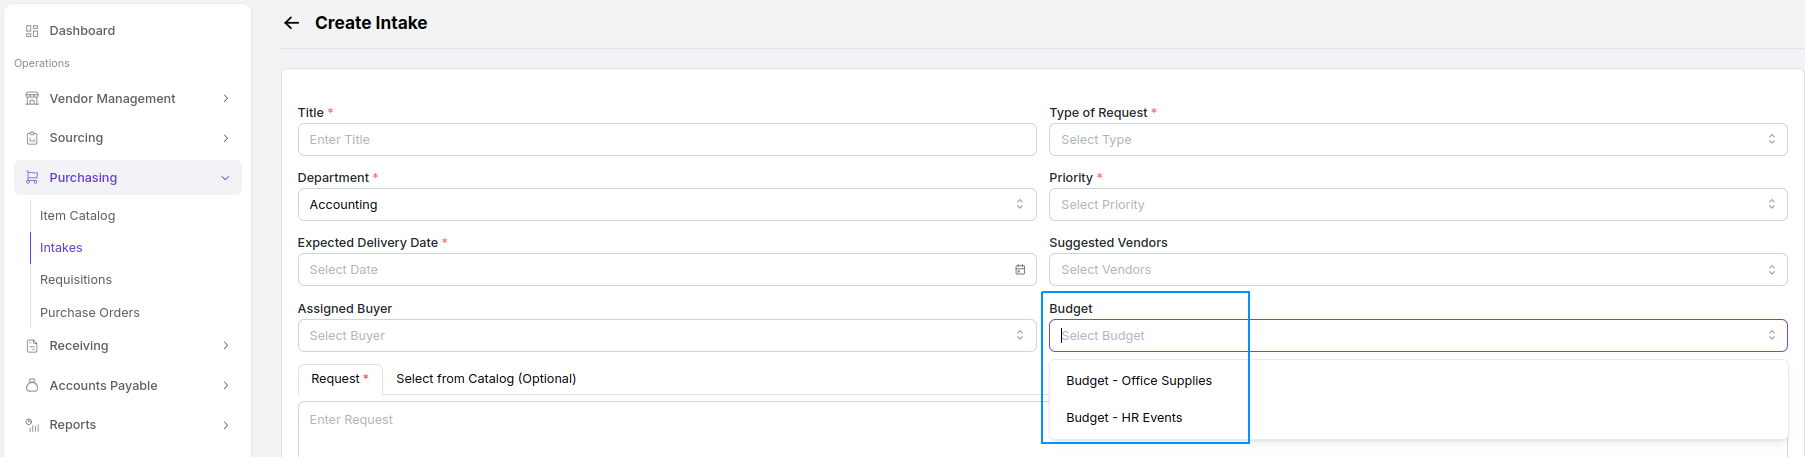 Dashboard
Operations
Vendor Management
Sourcing
Purchasing
Item Catalog
Intakes
Requisitions
Purchase Orders
Receiving
Accounts Payable
Reports
Create Intake
Title *
Enter Title
Type of Request *
Select Type
Department *
Accounting
Priority *
Select Priority
Expected Delivery Date *
Select Date
Suggested Vendors
Select Vendors
Assigned Buyer
Select Buyer
Budget
Select Budget
Budget - Office Supplies
Budget - HR Events
Request *
Select from Catalog (Optional)
Enter Request